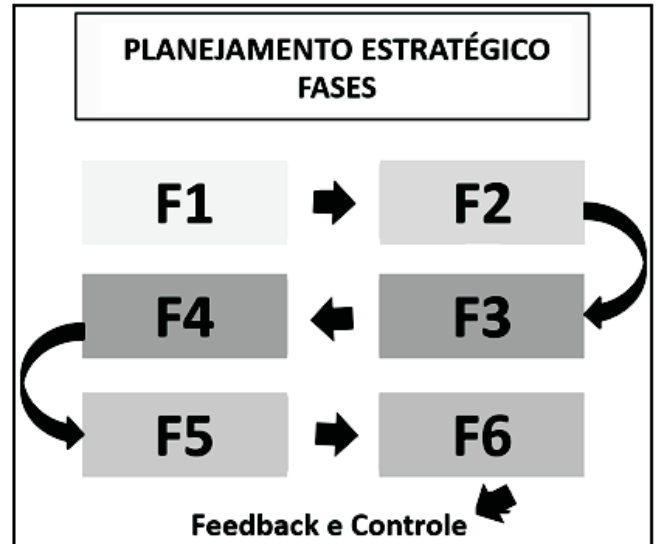 PLANEJAMENTO ESTRATÉGICO
FASES
F1
F2
F4
F3
F5
F6
Feedback e Controle